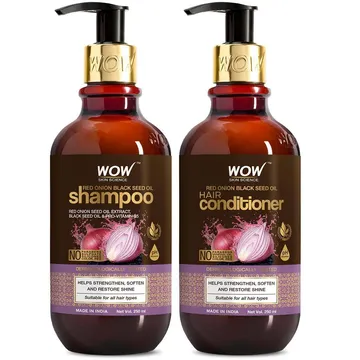 WOW
WOW
SKIN SCIENCE
RED ONION BLACK SEED OIL
shampoo
RED ONION SEED OIL EXTRACT,
BLACK SEED OIL & PRO-VITAMIN B5
NO
HELPS STRENGTHEN, SOFTEN
AND RESTORE SHINE
Suitable for all hair types
MADE IN INDIA
Net Vol. 250 ml
WOW
WOW
SKIN SCIENCE
RED ONION BLACK SEED OIL
HAIR
conditioner
NO
HELPS STRENGTHEN, SOFTEN
AND RESTORE SHINE
Suitable for all hair types
MADE IN INDIA
Net Vol. 250 ml